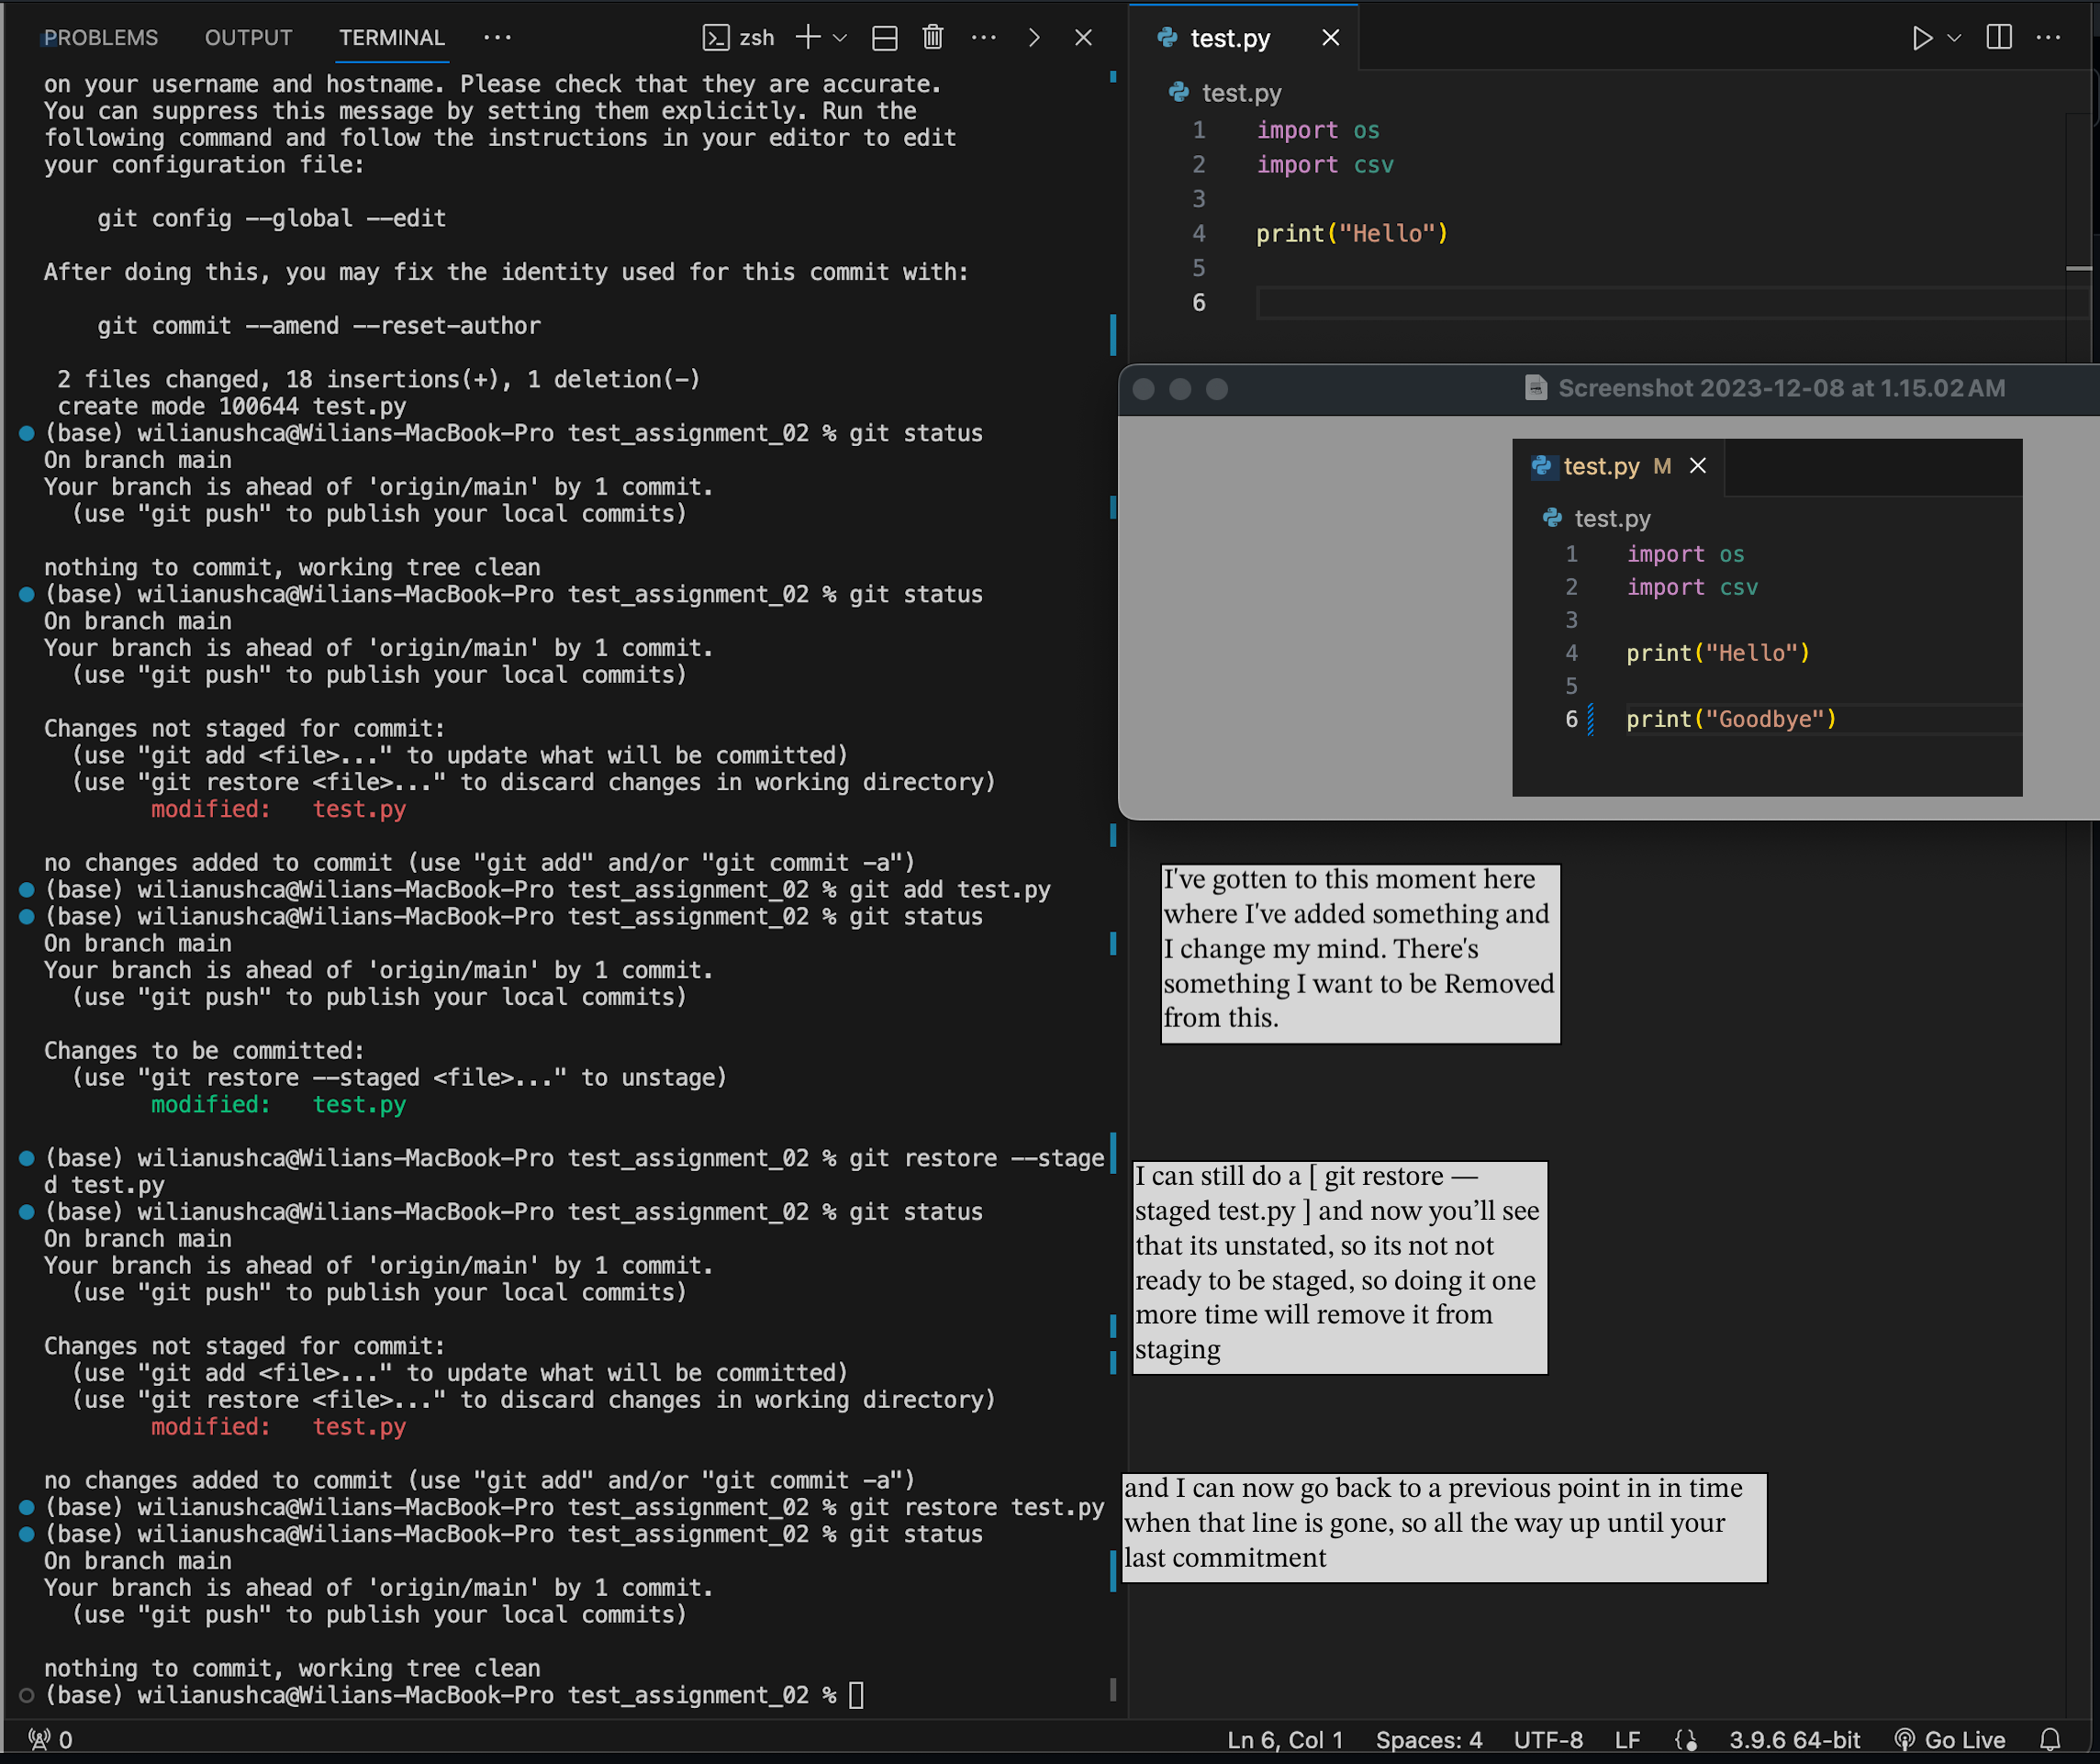 PROBLEMS OUTPUT TERMINAL ··· zsh
on your username and hostname. Please check that they are accurate.
You can suppress this message by setting them explicitly. Run the
following command and follow the instructions in your editor to edit
your configuration file:
git config --global --edit
After doing this, you may fix the identity used for this commit with:
git commit --amend --reset-author
2 files changed, 18 insertions(+), 1 deletion(-)
create mode 100644 test.py
(base) wilianushca@Wilians-MacBook-Pro test_assignment_02 % git status
On branch main
Your branch is ahead of 'origin/main' by 1 commit.
(use "git push" to publish your local commits)
nothing to commit, working tree clean
(base) wilianushca@Wilians-MacBook-Pro test_assignment_02 % git status
On branch main
Your branch is ahead of 'origin/main' by 1 commit.
(use "git push" to publish your local commits)
Changes not staged for commit:
(use "git add <file>..." to update what will be committed)
(use "git restore <file>..." to discard changes in working directory)
modified:   test.py
no changes added to commit (use "git add" and/or "git commit -a")
(base) wilianushca@Wilians-MacBook-Pro test_assignment_02 % git add test.py
(base) wilianushca@Wilians-MacBook-Pro test_assignment_02 % git status
On branch main
Your branch is ahead of 'origin/main' by 1 commit.
(use "git push" to publish your local commits)
Changes to be committed:
(use "git restore --staged <file>..." to unstage)
modified:   test.py
(base) wilianushca@Wilians-MacBook-Pro test_assignment_02 % git restore --stage
d test.py
(base) wilianushca@Wilians-MacBook-Pro test_assignment_02 % git status
On branch main
Your branch is ahead of 'origin/main' by 1 commit.
(use "git push" to publish your local commits)
Changes not staged for commit:
(use "git add <file>..." to update what will be committed)
(use "git restore <file>..." to discard changes in working directory)
modified:   test.py
no changes added to commit (use "git add" and/or "git commit -a")
(base) wilianushca@Wilians-MacBook-Pro test_assignment_02 % git restore test.py
(base) wilianushca@Wilians-MacBook-Pro test_assignment_02 % git status
On branch main
Your branch is ahead of 'origin/main' by 1 commit.
(use "git push" to publish your local commits)
nothing to commit, working tree clean
(base) wilianushca@Wilians-MacBook-Pro test_assignment_02 %
test.py
test.py
1 import os
2 import csv
3
4 print("Hello")
5
6
Screenshot 2023-12-08 at 1.15.02 AM
test.py M
test.py
1 import os
2 import csv
3
4 print("Hello")
5
6 print("Goodbye")
I've gotten to this moment here
where I've added something and
I change my mind. There's
something I want to be Removed
from this.
I can still do a [ git restore —
staged test.py ] and now you’ll see
that its unstated, so its not not
ready to be staged, so doing it one
more time will remove it from
staging
and I can now go back to a previous point in in time
when that line is gone, so all the way up until your
last commitment
0 Ln 6, Col 1 Spaces: 4 UTF-8 LF 3.9.6 64-bit Go Live